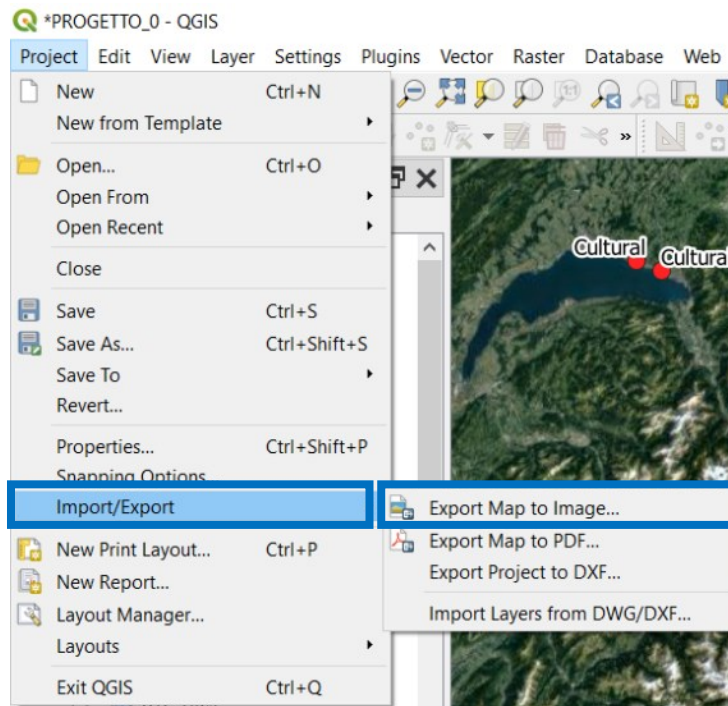 *PROGETTO_0 - QGIS
Project Edit View Layer Settings Plugins Vector Raster Database Web
New Ctrl+N
New from Template
Open... Ctrl+O
Open From
Open Recent
Close
Save Ctrl+S
Save As... Ctrl+Shift+S
Save To
Revert...
Properties... Ctrl+Shift+P
Snapping Options
Import/Export
New Print Layout... Ctrl+P
New Report...
Layout Manager...
Layouts
Exit QGIS Ctrl+Q
Export Map to Image...
Export Map to PDF...
Export Project to DXF...
Import Layers from DWG/DXF...
Cultural Cultura